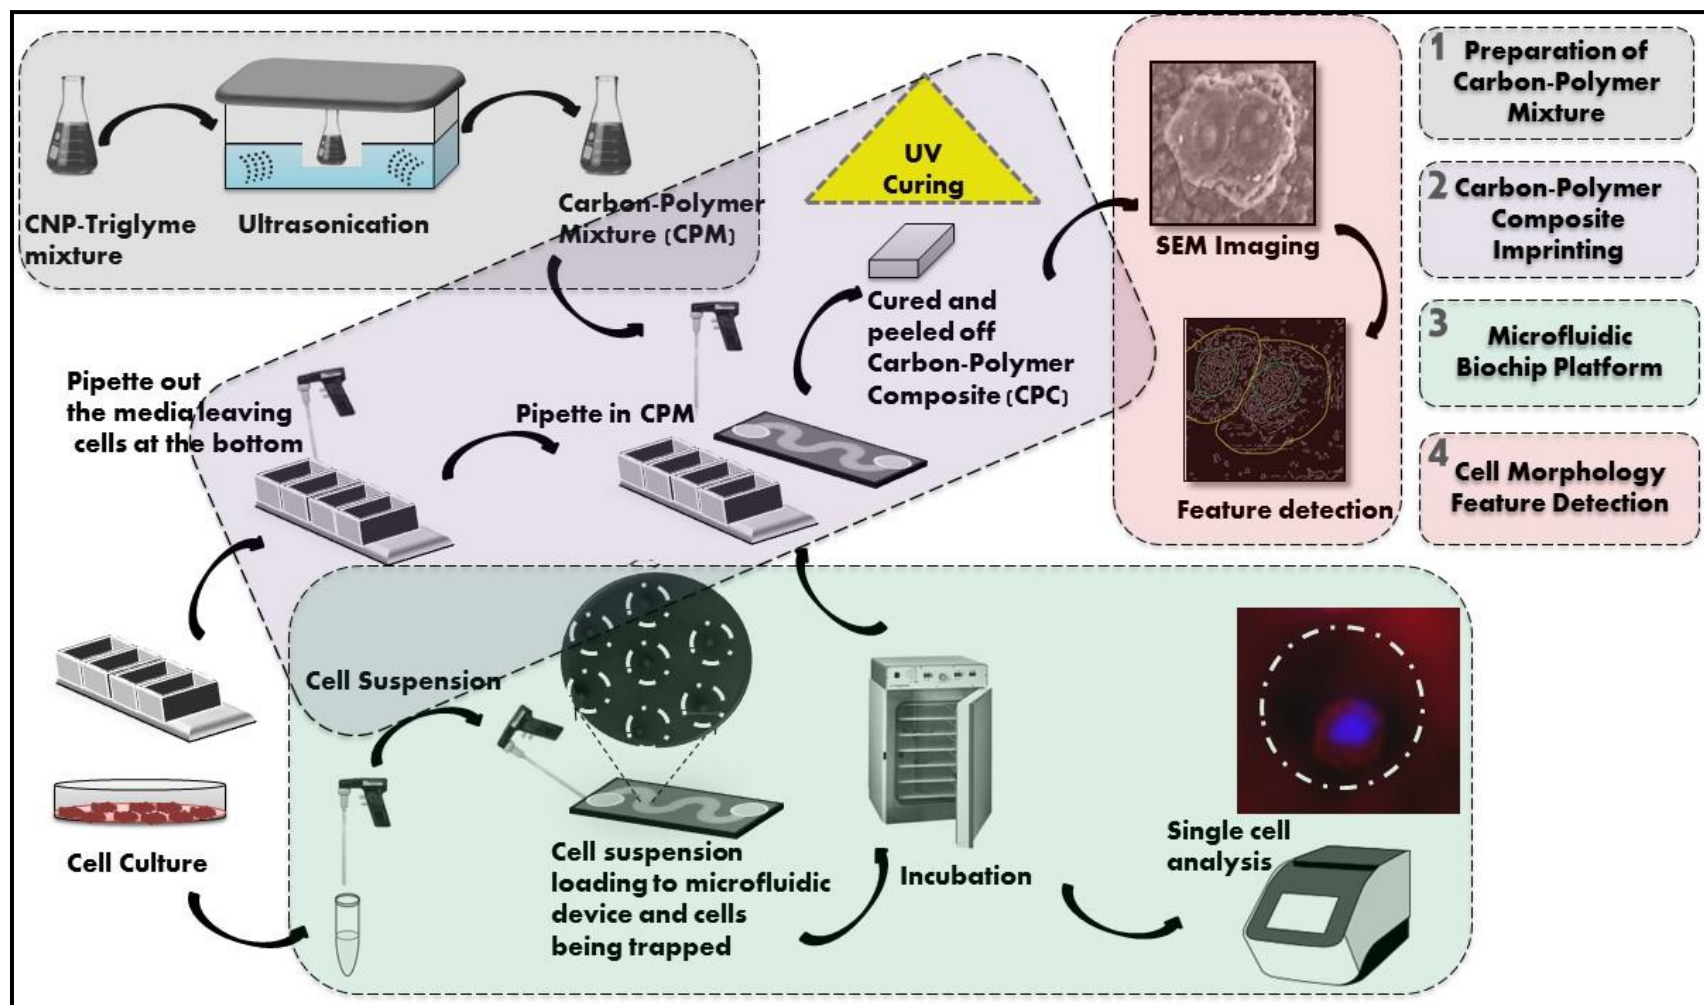 CNP-Triglyme
mixture
Ultrasonication
Carbon-Polymer
Mixture (CPM)
UV
Curing
Cured and
peeled off
Carbon-Polymer
Composite (CPC)
SEM Imaging
Feature detection
1 Preparation of
Carbon-Polymer
Mixture
2 Carbon-Polymer
Composite
Imprinting
3 Microfluidic
Biochip Platform
4 Cell Morphology
Feature Detection
Pipette out
the media leaving
cells at the bottom
Pipette in CPM
Cell Culture
Cell Suspension
Cell suspension
loading to microfluidic
device and cells
being trapped
Incubation
Single cell
analysis